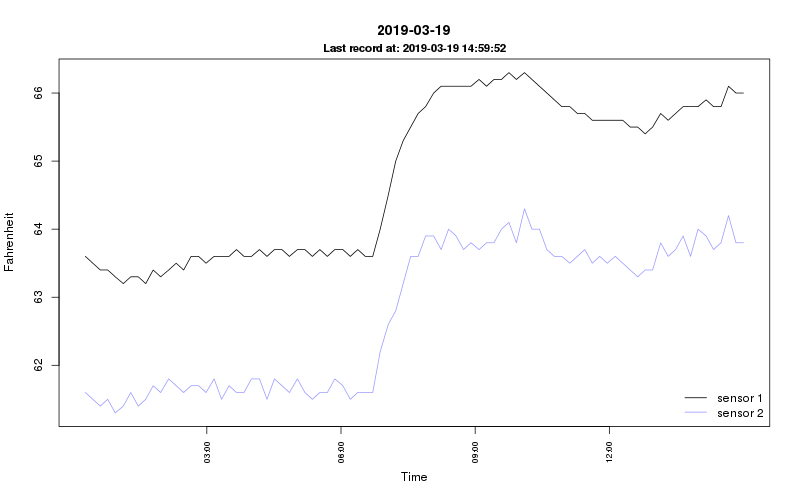 2019-03-19
Last record at: 2019-03-19 14:59:52
Fahrenheit
66
65
64
63
62
sensor 1
sensor 2
03:00
06:00
09:00
12:00
Time